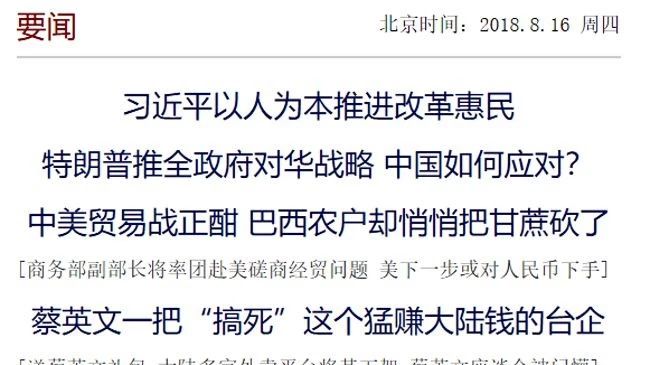 要闻
北京时间：2018.8.16 周四
习近平以人为本推进改革惠民
特朗普推全政府对华战略 中国如何应对？
中美贸易战正酣 巴西农户却悄悄把甘蔗砍了
[商务部副部长将率团赴美磋商经贸问题 美下一步或对人民币下手]
蔡英文一把“搞死”这个猛赚大陆钱的台企